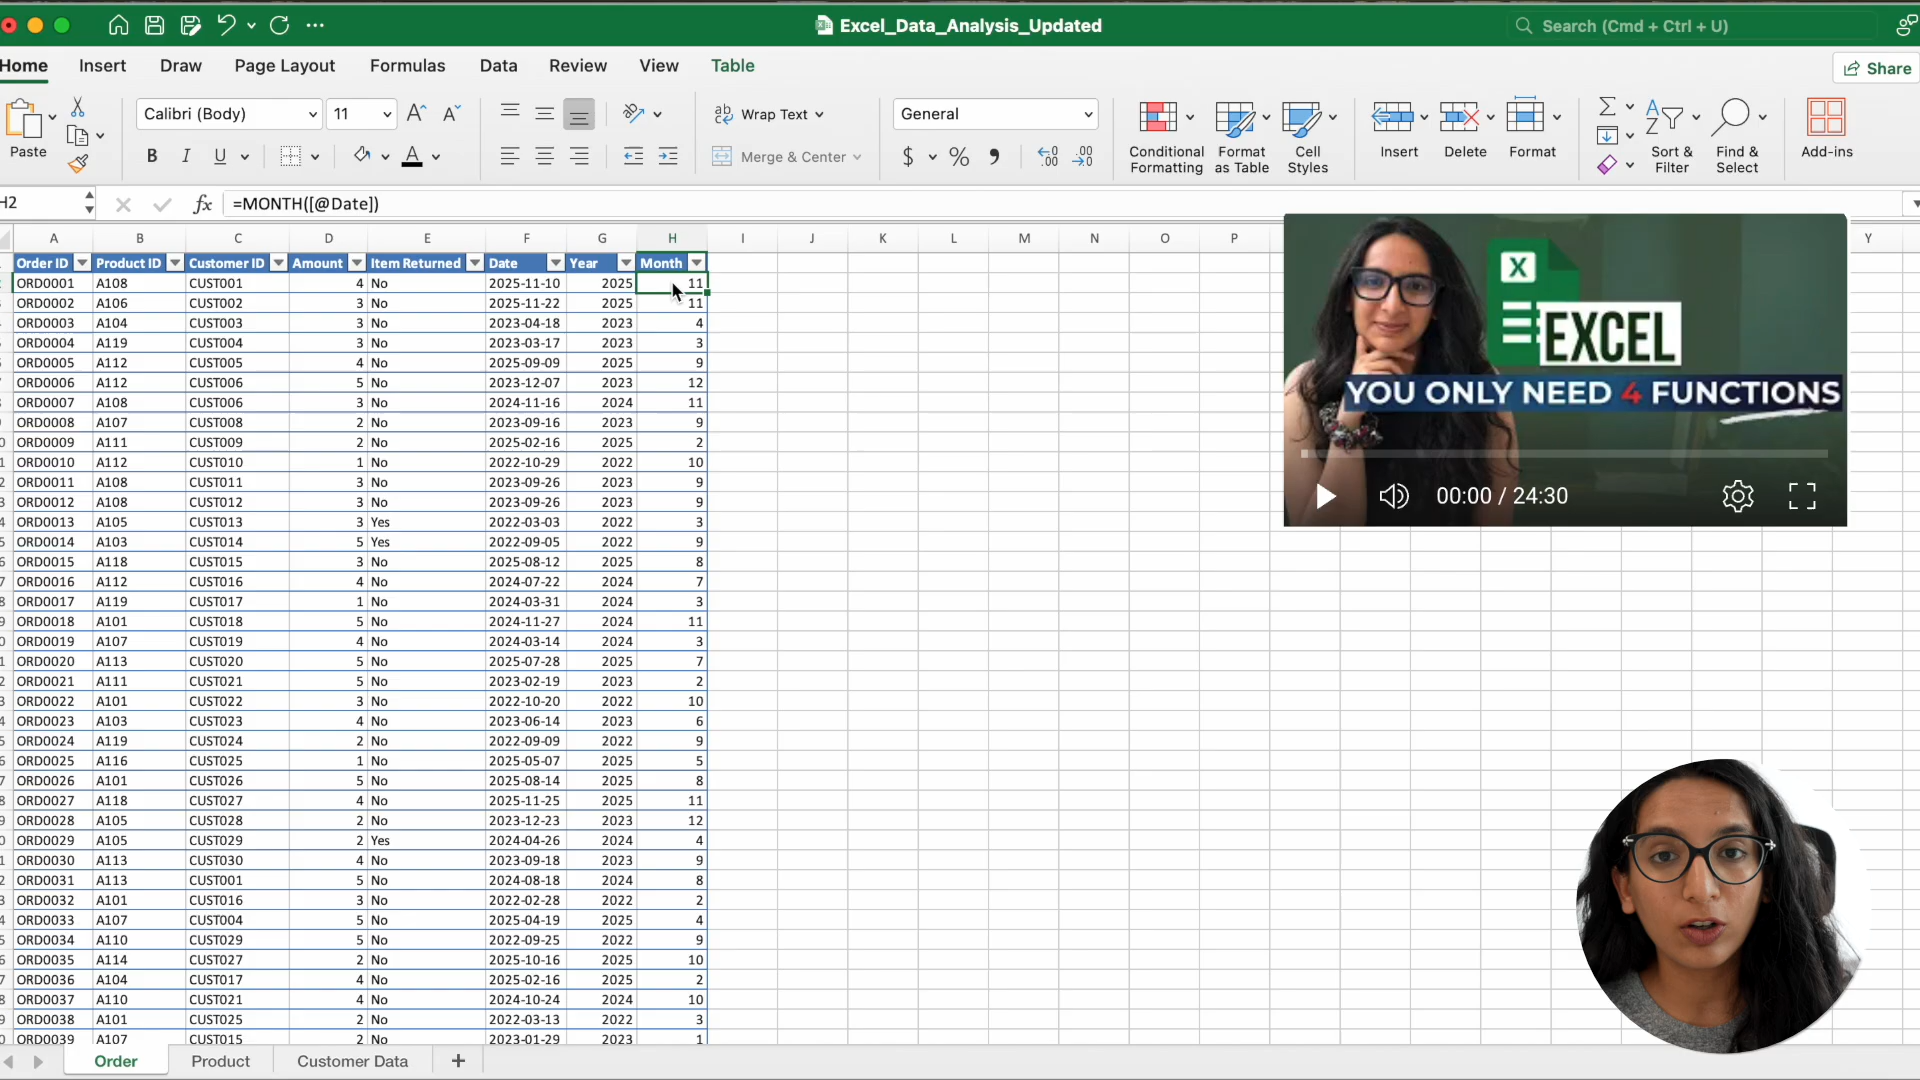 Excel_Data_Analysis_Updated
Search (Cmd + Ctrl + U)
Home Insert Draw Page Layout Formulas Data Review View Table
Share
Paste
Calibri (Body) 11
B I U A
Wrap Text
Merge & Center
General
$ % 9
Conditional Formatting
Format as Table
Cell Styles
Insert Delete Format
Sort & Filter
Find & Select
Add-ins
H2 fx =MONTH([@Date])
A B C D E F G H I J K L M N O P Y
Order ID Product ID Customer ID Amount Item Returned Date Year Month
ORD0001 A108 CUST001 4 No 2025-11-10 2025 11
ORD0002 A106 CUST002 3 No 2025-11-22 2025 11
ORD0003 A104 CUST003 3 No 2023-04-18 2023 4
ORD0004 A119 CUST004 3 No 2023-03-17 2023 3
ORD0005 A112 CUST005 4 No 2025-09-09 2025 9
ORD0006 A112 CUST006 5 No 2023-12-07 2023 12
ORD0007 A108 CUST006 3 No 2024-11-16 2024 11
ORD0008 A107 CUST008 2 No 2023-09-16 2023 9
ORD0009 A111 CUST009 2 No 2025-02-16 2025 2
ORD0010 A112 CUST010 1 No 2022-10-29 2022 10
ORD0011 A108 CUST011 3 No 2023-09-26 2023 9
ORD0012 A108 CUST012 3 No 2023-09-26 2023 9
ORD0013 A105 CUST013 3 Yes 2022-03-03 2022 3
ORD0014 A103 CUST014 5 Yes 2022-09-05 2022 9
ORD0015 A118 CUST015 3 No 2025-08-12 2025 8
ORD0016 A112 CUST016 4 No 2024-07-22 2024 7
ORD0017 A119 CUST017 1 No 2024-03-31 2024 3
ORD0018 A101 CUST018 5 No 2024-11-27 2024 11
ORD0019 A107 CUST019 4 No 2024-03-14 2024 3
ORD0020 A113 CUST020 5 No 2025-07-28 2025 7
ORD0021 A111 CUST021 5 No 2023-02-19 2023 2
ORD0022 A101 CUST022 3 No 2022-10-20 2022 10
ORD0023 A103 CUST023 4 No 2023-06-14 2023 6
ORD0024 A119 CUST024 2 No 2022-09-09 2022 9
ORD0025 A116 CUST025 1 No 2025-05-07 2025 5
ORD0026 A101 CUST026 5 No 2025-08-14 2025 8
ORD0027 A118 CUST027 4 No 2025-11-25 2025 11
ORD0028 A105 CUST028 2 No 2023-12-23 2023 12
ORD0029 A105 CUST029 2 Yes 2024-04-26 2024 4
ORD0030 A113 CUST030 4 No 2023-09-18 2023 9
ORD0031 A113 CUST001 5 No 2024-08-18 2024 8
ORD0032 A101 CUST016 3 No 2022-02-28 2022 2
ORD0033 A107 CUST004 5 No 2025-04-19 2025 4
ORD0034 A110 CUST029 5 No 2022-09-25 2022 9
ORD0035 A114 CUST027 2 No 2025-10-16 2025 10
ORD0036 A104 CUST017 4 No 2025-02-16 2025 2
ORD0037 A110 CUST021 4 No 2024-10-24 2024 10
ORD0038 A101 CUST025 2 No 2022-03-13 2022 3
ORD0039 A107 CUST015 2 No 2023-01-29 2023 1
X
EXCEL
YOU ONLY NEED 4 FUNCTIONS
00:00 / 24:30
Order Product Customer Data +